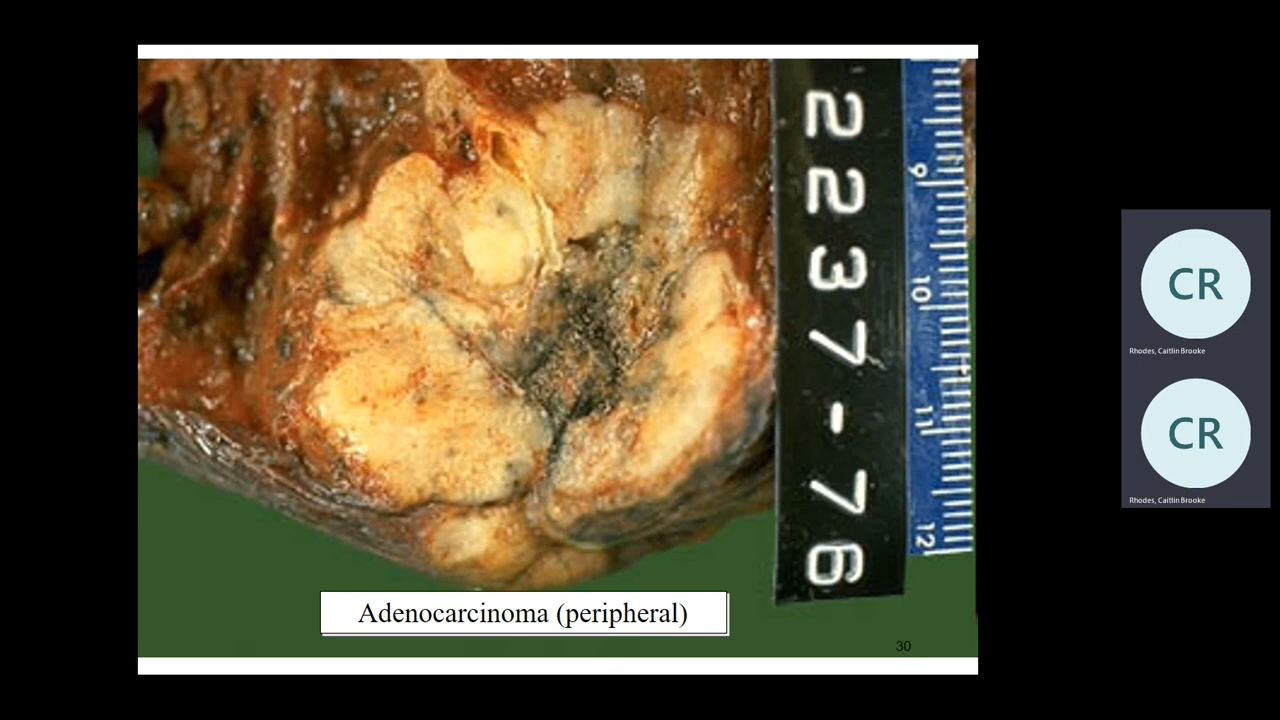 2237-76
9
10
11
12
Adenocarcinoma (peripheral)
30
CR
Rhodes, Caitlin Brooke
CR
Rhodes, Caitlin Brooke